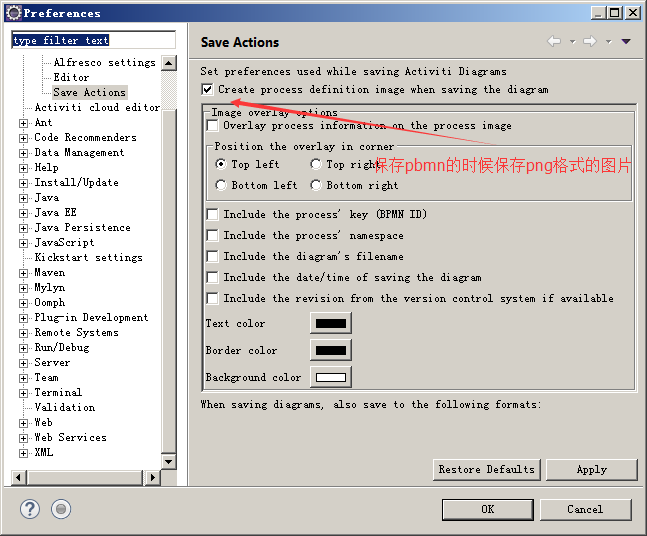 Preferences
type filter text
Alfresco settings
Editor
Save Actions
Activiti cloud editor
Ant
Code Recommenders
Data Management
Help
Install/Update
Java
Java EE
Java Persistence
JavaScript
Kickstart settings
Maven
Mylyn
Oomph
Plug-in Development
Remote Systems
Run/Debug
Server
Team
Terminal
Validation
Web
Web Services
XML
Save Actions
Set preferences used while saving Activiti Diagrams
Create process definition image when saving the diagram
Image overlay options
Overlay process information on the process image
Position the overlay in corner
Top left
Top right
保存pbmn的时候保存png格式的图片
Bottom left
Bottom right
Include the process' key (BPMN ID)
Include the process' namespace
Include the diagram's filename
Include the date/time of saving the diagram
Include the revision from the version control system if available
Text color
Border color
Background color
When saving diagrams, also save to the following formats:
Restore Defaults
Apply
?
OK
Cancel